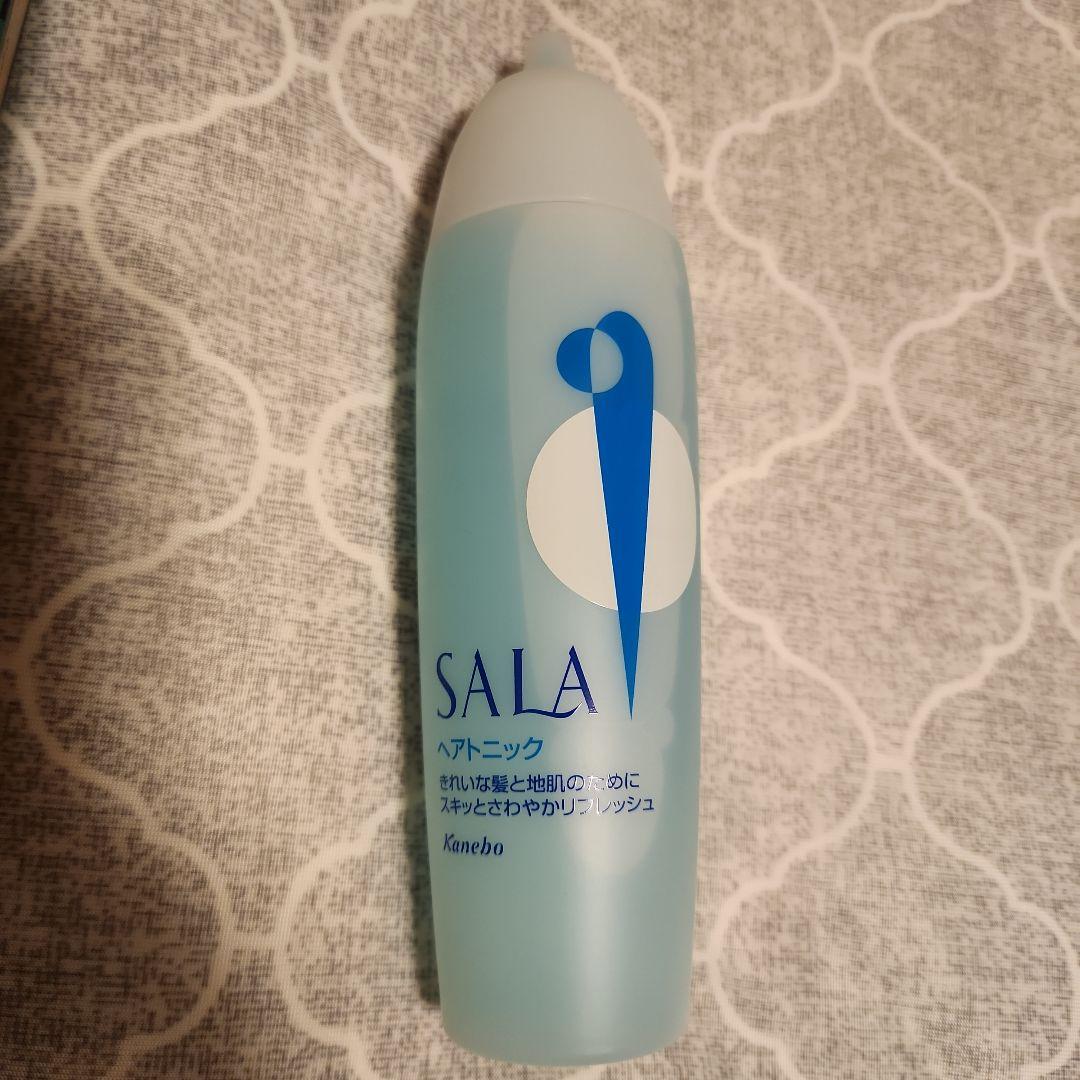 SALA
ヘアトニック
きれいな髪と地肌のために
スキッとさわやかリフレッシュ
Kanebo